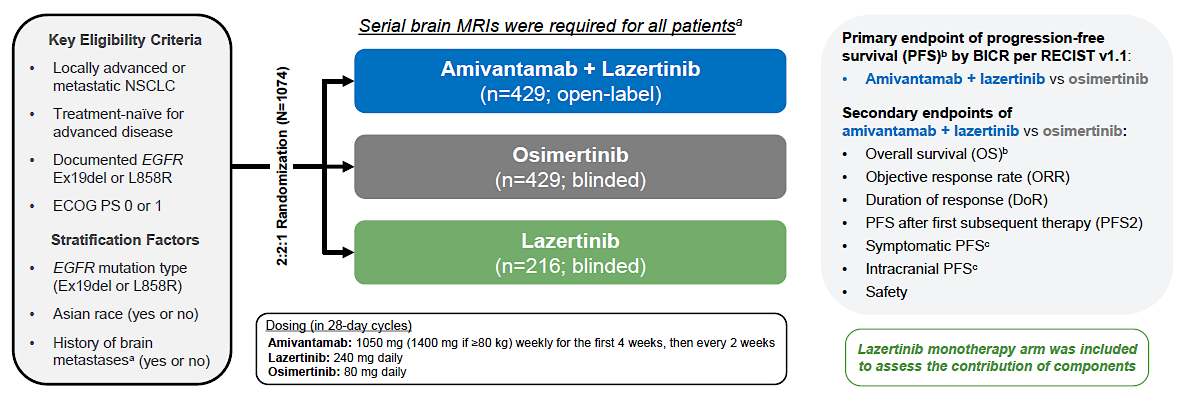 Key Eligibility Criteria
• Locally advanced or
metastatic NSCLC
• Treatment-naïve for
advanced disease
• Documented EGFR
Ex19del or L858R
• ECOG PS 0 or 1
Stratification Factors
• EGFR mutation type
(Ex19del or L858R)
• Asian race (yes or no)
• History of brain
metastasesᵃ (yes or no)
2:2:1 Randomization (N=1074)
Serial brain MRIs were required for all patientsᵃ
Amivantamab + Lazertinib
(n=429; open-label)
Osimertinib
(n=429; blinded)
Lazertinib
(n=216; blinded)
Dosing (in 28-day cycles)
Amivantamab: 1050 mg (1400 mg if ≥80 kg) weekly for the first 4 weeks, then every 2 weeks
Lazertinib: 240 mg daily
Osimertinib: 80 mg daily
Primary endpoint of progression-free
survival (PFS)ᵇ by BICR per RECIST v1.1:
• Amivantamab + lazertinib vs osimertinib
Secondary endpoints of
amivantamab + lazertinib vs osimertinib:
• Overall survival (OS)ᵇ
• Objective response rate (ORR)
• Duration of response (DoR)
• PFS after first subsequent therapy (PFS2)
• Symptomatic PFSᶜ
• Intracranial PFSᶜ
• Safety
Lazertinib monotherapy arm was included
to assess the contribution of components